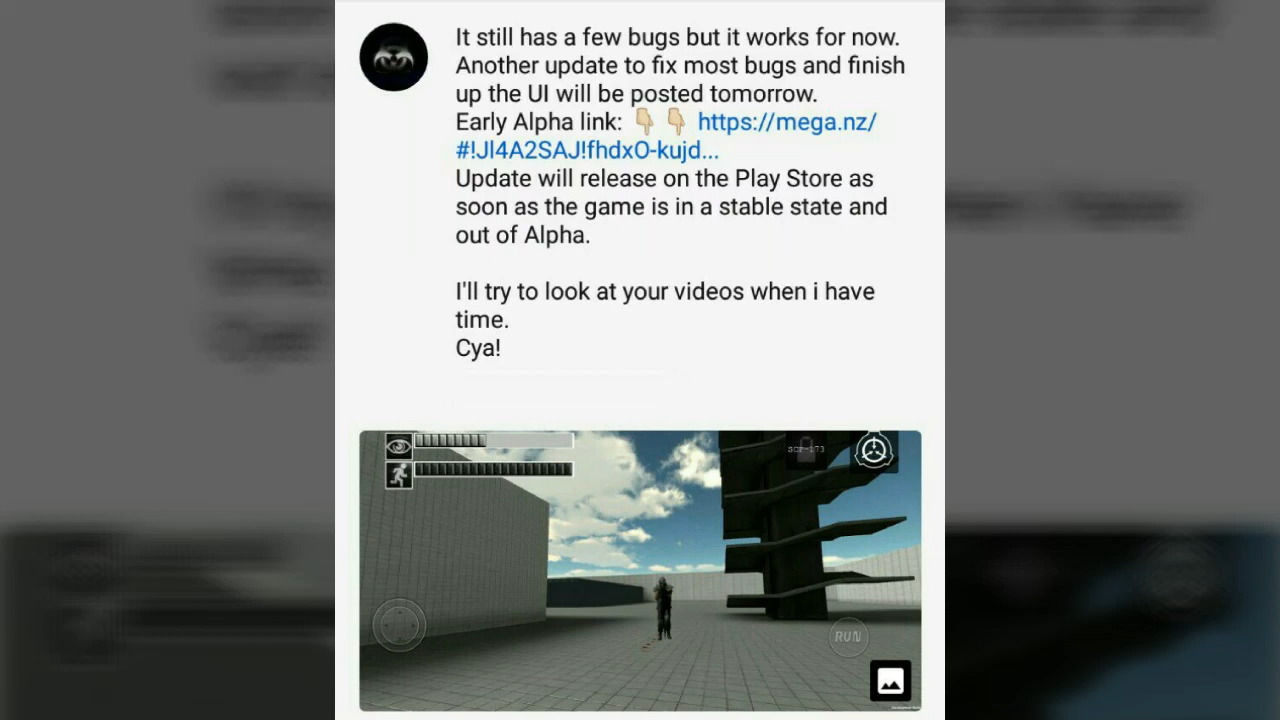 It still has a few bugs but it works for now.
Another update to fix most bugs and finish
up the UI will be posted tomorrow.
Early Alpha link: 👇🏼 👇🏼 https://mega.nz/
#!Jl4A2SAJ!fhdxO-kujd...
Update will release on the Play Store as
soon as the game is in a stable state and
out of Alpha.
I'll try to look at your videos when i have
time.
Cya!
SCP-173
RUN